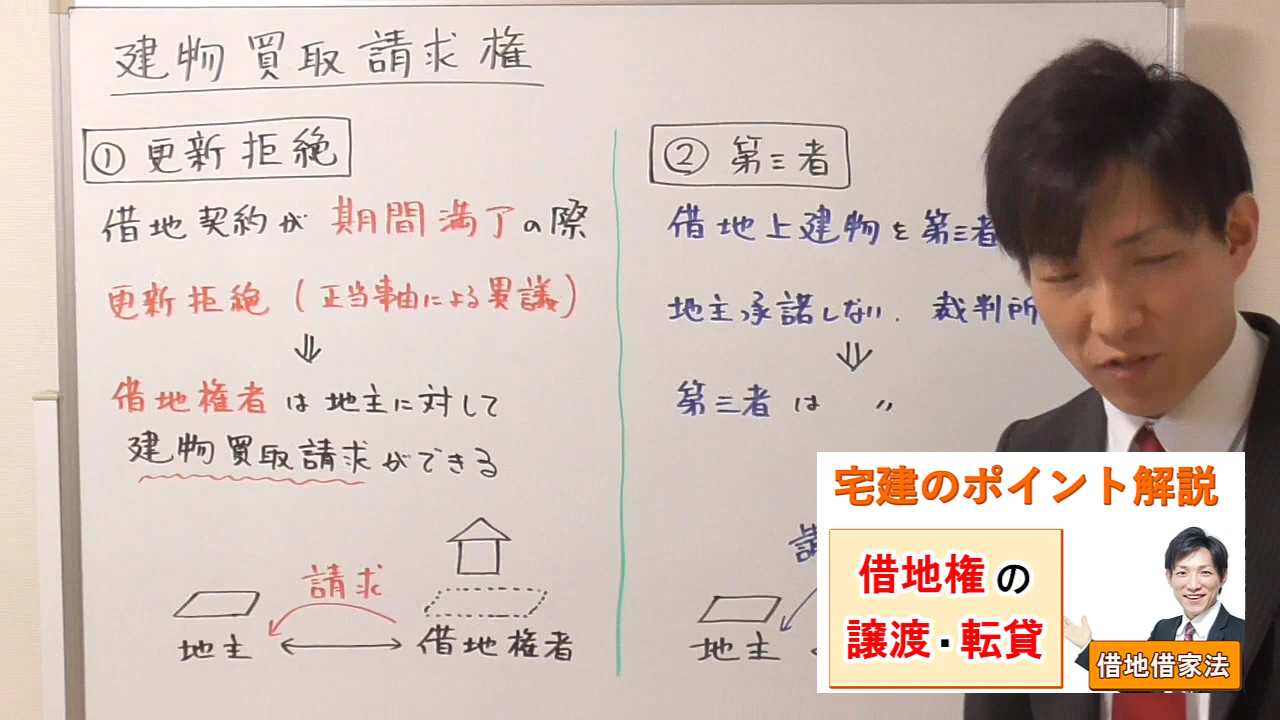 建物買取請求権
① 更新拒絶
借地契約が 期間満了の際
更新拒絶 (正当事由による異議)
⇓
借地権者は地主に対して
建物買取請求ができる
請求
地主
借地権者
② 第三者
借地上建物を第三者
地主が承諾しない. 裁判所
⇓
第三者は 〃
地主
宅建のポイント解説
借地権の
譲渡・転貸
借地借家法